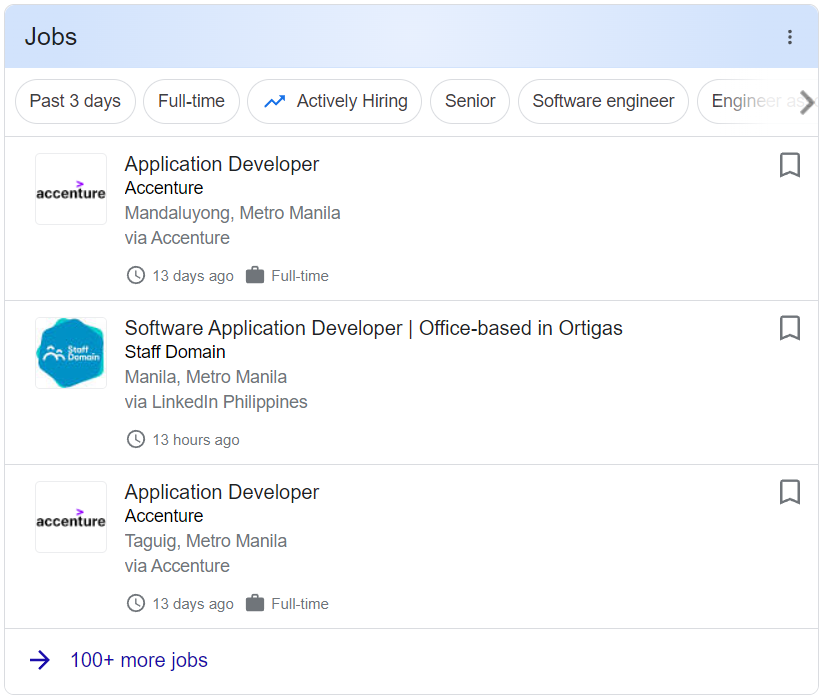 Jobs
Past 3 days
Full-time
Actively Hiring
Senior
Software engineer
Engineer as
accenture
Application Developer
Accenture
Mandaluyong, Metro Manila
via Accenture
13 days ago
Full-time
Staff
Domain
Software Application Developer | Office-based in Ortigas
Staff Domain
Manila, Metro Manila
via LinkedIn Philippines
13 hours ago
accenture
Application Developer
Accenture
Taguig, Metro Manila
via Accenture
13 days ago
Full-time
100+ more jobs